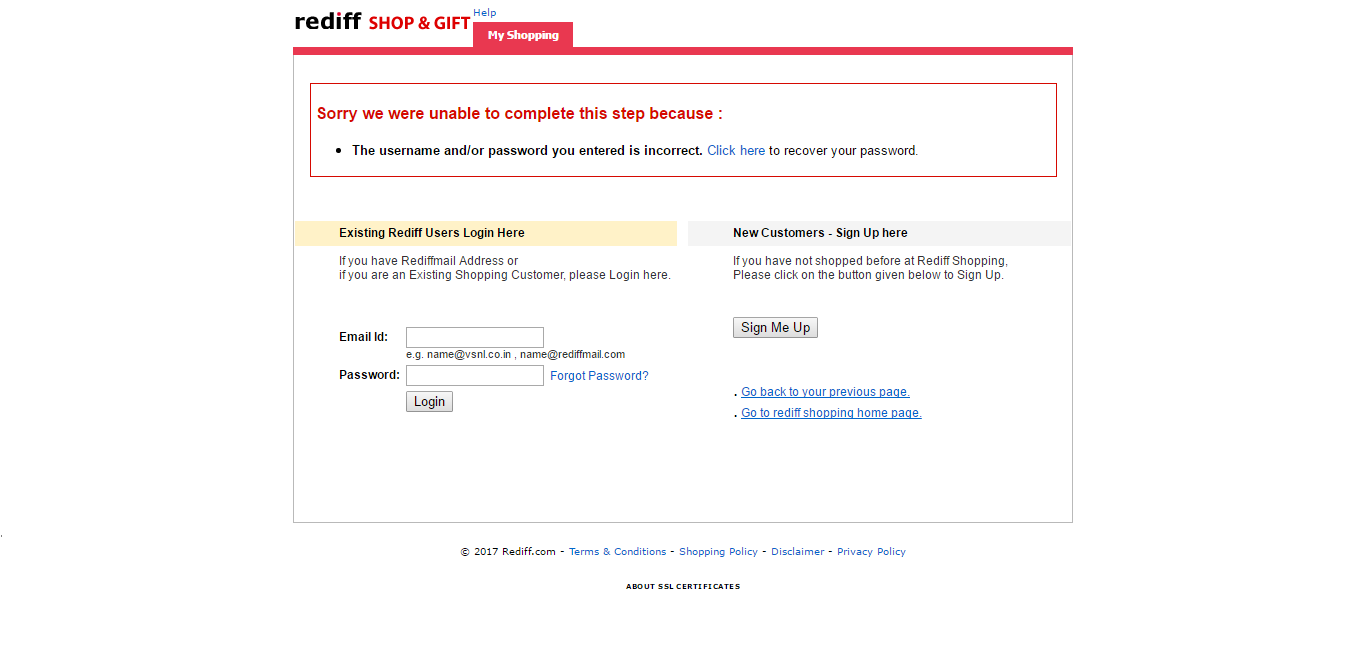 rediff SHOP & GIFT
Help
My Shopping
Sorry we were unable to complete this step because :
• The username and/or password you entered is incorrect. Click here to recover your password.
Existing Rediff Users Login Here
If you have Rediffmail Address or
if you are an Existing Shopping Customer, please Login here.
Email Id:
e.g. name@vsnl.co.in , name@rediffmail.com
Password:
Forgot Password?
Login
New Customers - Sign Up here
If you have not shopped before at Rediff Shopping,
Please click on the button given below to Sign Up.
Sign Me Up
. Go back to your previous page.
. Go to rediff shopping home page.
© 2017 Rediff.com - Terms & Conditions - Shopping Policy - Disclaimer - Privacy Policy
ABOUT SSL CERTIFICATES